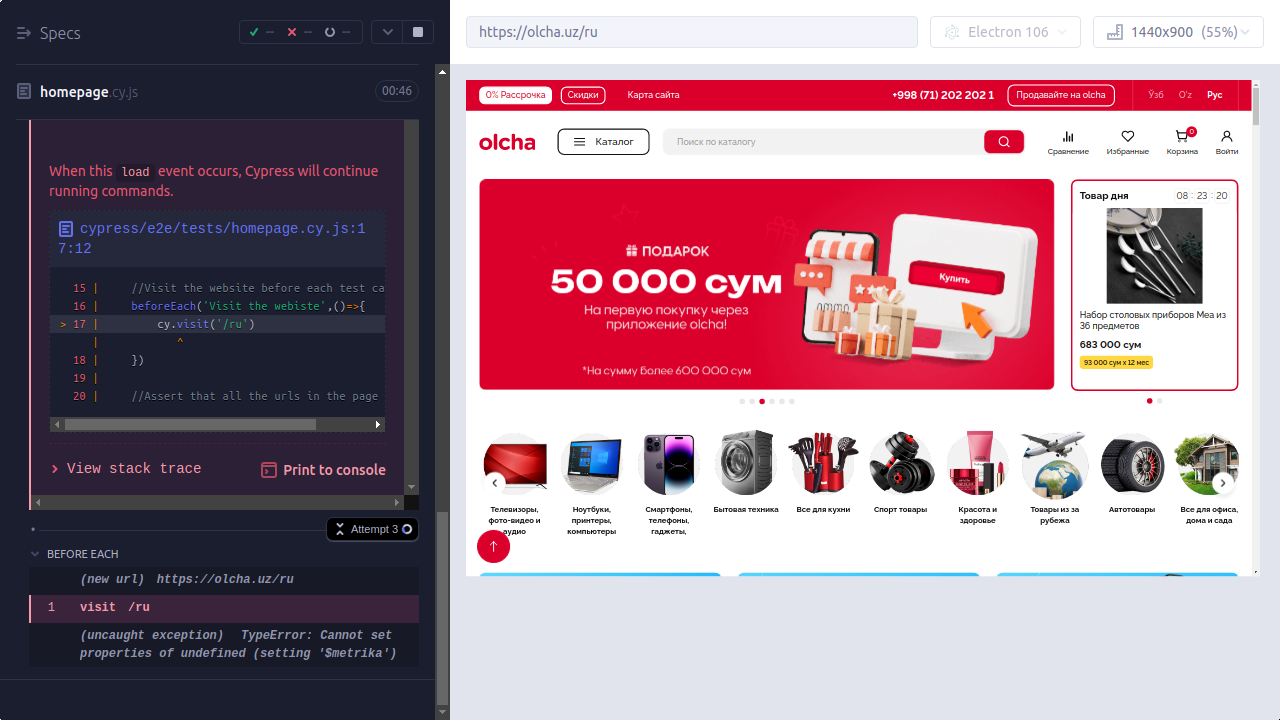 Specs
https://olcha.uz/ru
Electron 106
1440x900 (55%)
homepage.cy.js
00:46
When this load event occurs, Cypress will continue
running commands.
cypress/e2e/tests/homepage.cy.js:1
7:12
15 | //Visit the website before each test ca
16 | beforeEach('Visit the webiste',()=>{
> 17 | cy.visit('/ru')
| ^
18 | })
19 |
20 | //Assert that all the urls in the page
View stack trace
Print to console
Attempt 3
BEFORE EACH
(new url) https://olcha.uz/ru
1 visit /ru
(uncaught exception) TypeError: Cannot set
properties of undefined (setting '$metrika')
0% Рассрочка
Скидки
Карта сайта
+998 (71) 202 202 1
Продавайте на olcha
Ўзб
O'z
Рус
olcha
Каталог
Поиск по каталогу
Сравнение
Избранные
0
Корзина
Войти
ПОДАРОК
50 000 сум
На первую покупку через
приложение olcha!
*На сумму более 600 000 сум
Купить
Товар дня
08 : 23 : 20
Набор столовых приборов Mea из
36 предметов
683 000 сум
93 000 сум x 12 мес
Телевизоры,
фото-видео и
аудио
Ноутбуки,
принтеры,
компьютеры
Смартфоны,
телефоны,
гаджеты,
Бытовая техника
Все для кухни
Спорт товары
Красота и
здоровье
Товары из за
рубежа
Автотовары
Все для офиса,
дома и сада